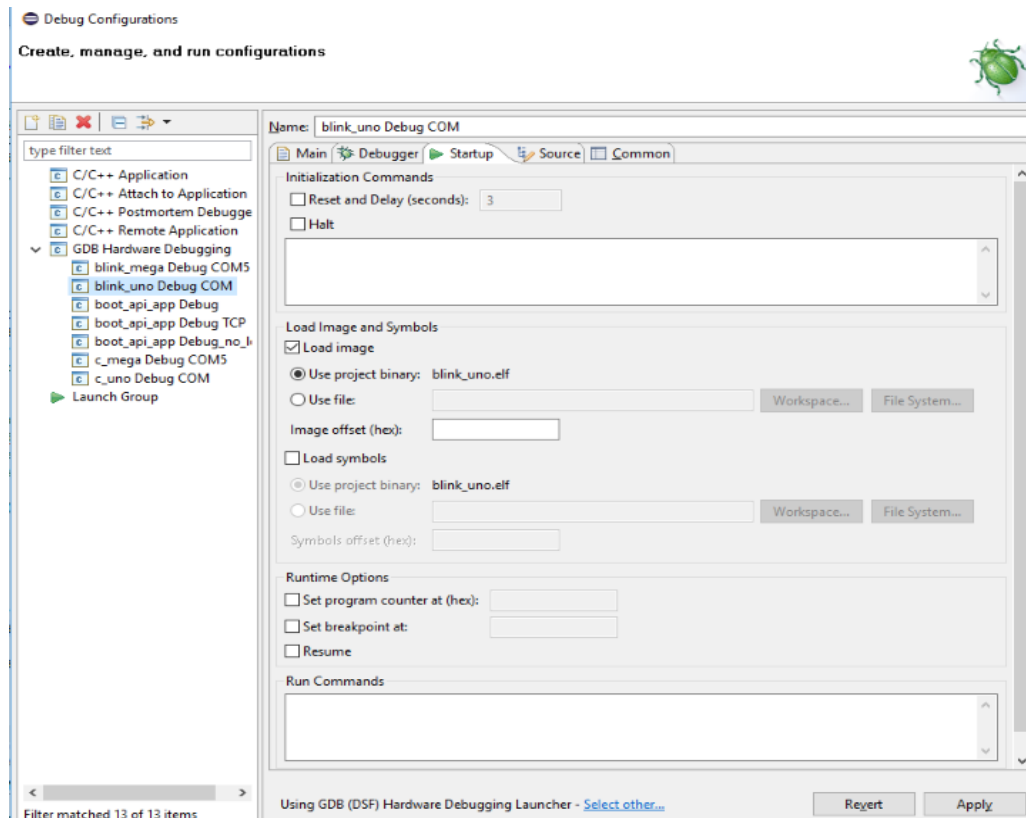 Debug Configurations
Create, manage, and run configurations
type filter text
C/C++ Application
C/C++ Attach to Application
C/C++ Postmortem Debugge
C/C++ Remote Application
GDB Hardware Debugging
blink_mega Debug COM5
blink_uno Debug COM
boot_api_app Debug
boot_api_app Debug TCP
boot_api_app Debug_no_l
c_mega Debug COM5
c_uno Debug COM
Launch Group
Filter matched 13 of 13 items
Name: blink_uno Debug COM
Main Debugger Startup Source Common
Initialization Commands
Reset and Delay (seconds): 3
Halt
Load Image and Symbols
Load image
Use project binary: blink_uno.elf
Use file: Workspace... File System...
Image offset (hex):
Load symbols
Use project binary: blink_uno.elf
Use file: Workspace... File System...
Symbols offset (hex):
Runtime Options
Set program counter at (hex):
Set breakpoint at:
Resume
Run Commands
Using GDB (DSF) Hardware Debugging Launcher - Select other...
Revert Apply